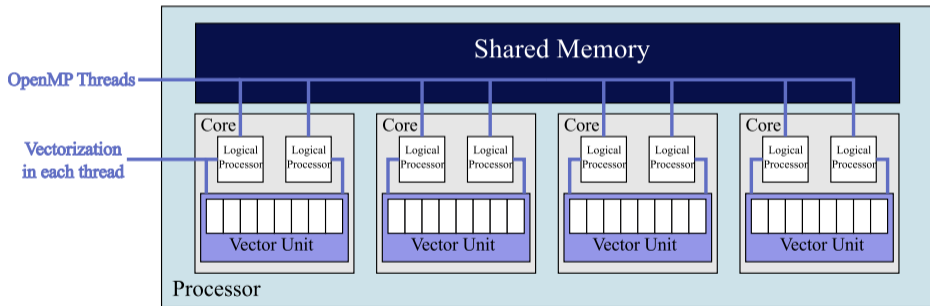 Shared Memory
OpenMP Threads
Core
Core
Core
Core
Logical
Processor
Logical
Processor
Logical
Processor
Logical
Processor
Logical
Processor
Logical
Processor
Logical
Processor
Logical
Processor
Vectorization
in each thread
Vector Unit
Vector Unit
Vector Unit
Vector Unit
Processor